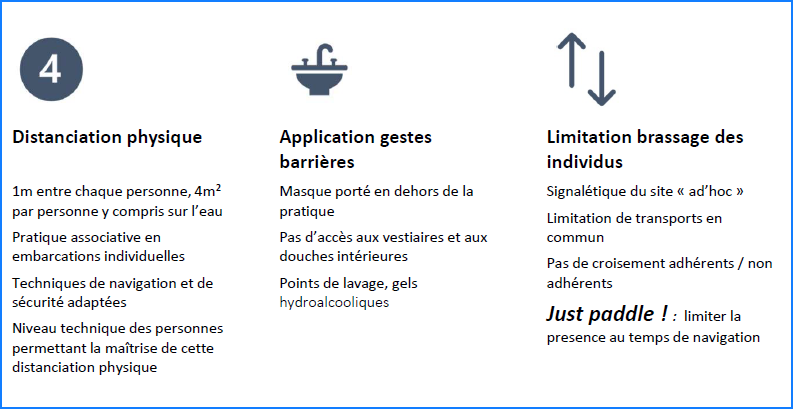 4
Distanciation physique
1m entre chaque personne, 4m²
par personne y compris sur l’eau
Pratique associative en
embarcations individuelles
Techniques de navigation et de
sécurité adaptées
Niveau technique des personnes
permettant la maîtrise de cette
distanciation physique
Application gestes
barrières
Masque porté en dehors de la
pratique
Pas d’accès aux vestiaires et aux
douches intérieures
Points de lavage, gels
hydroalcooliques
Limitation brassage des
individus
Signalétique du site « ad’hoc »
Limitation de transports en
commun
Pas de croisement adhérents / non
adhérents
Just paddle ! : limiter la
presence au temps de navigation